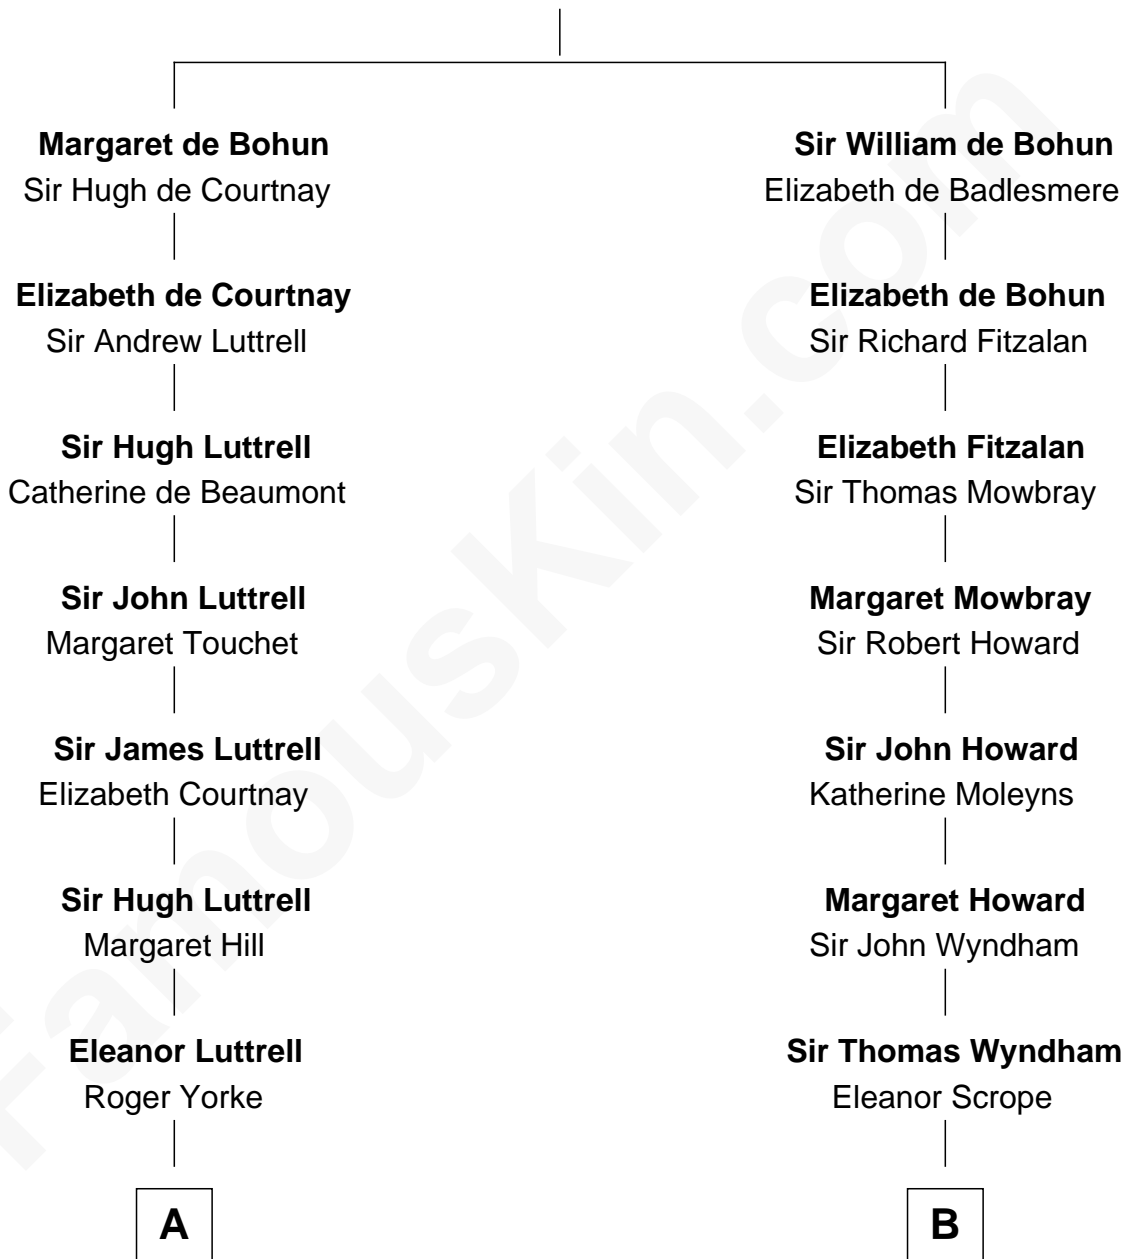 Margaret de Bohun
Sir Hugh de Courtnay
Elizabeth de Courtnay
Sir Andrew Luttrell
Sir Hugh Luttrell
Catherine de Beaumont
Sir John Luttrell
Margaret Touchet
Sir James Luttrell
Elizabeth Courtnay
Sir Hugh Luttrell
Margaret Hill
Eleanor Luttrell
Roger Yorke
A
Sir William de Bohun
Elizabeth de Badlesmere
Elizabeth de Bohun
Sir Richard Fitzalan
Elizabeth Fitzalan
Sir Thomas Mowbray
Margaret Mowbray
Sir Robert Howard
Sir John Howard
Katherine Moleyns
Margaret Howard
Sir John Wyndham
Sir Thomas Wyndham
Eleanor Scrope
B
FamousKin.com